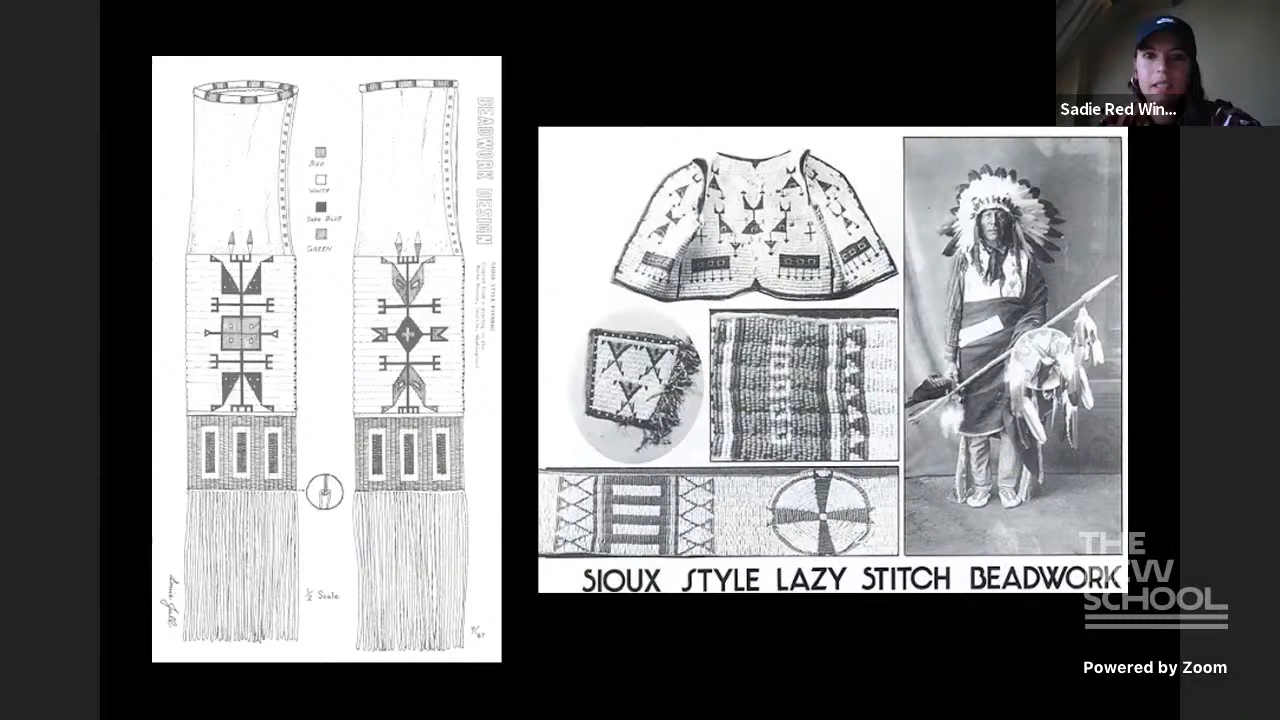 Sadie Red Win...
BEADWORK DESIGN
RED
WHITE
DARK BLUE
GREEN
1/2 Scale
SIOUX STYLE LAZY STITCH BEADWORK
THE
NEW
SCHOOL
Powered by Zoom